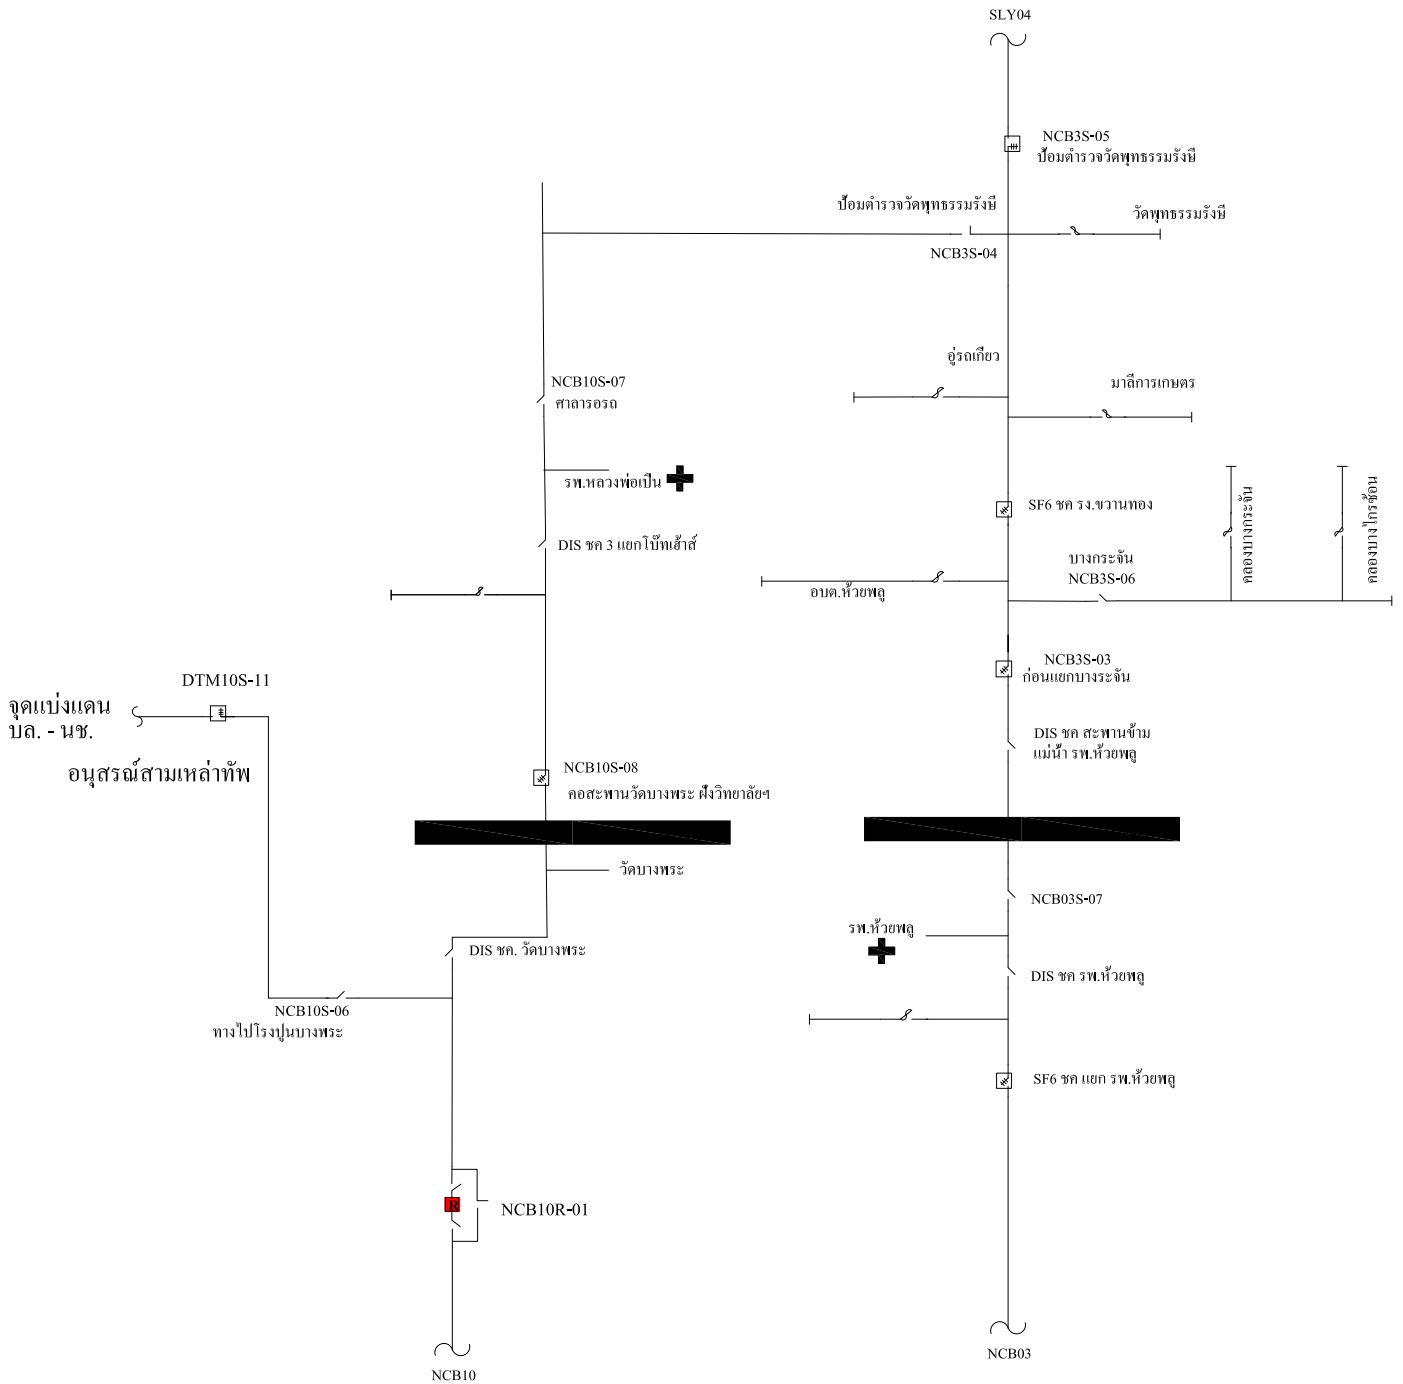 SLY04
NCB3S-05
ป้อมตำรวจวัดพุทธธรรมรังษี
ป้อมตำรวจวัดพุทธธรรมรังษี
วัดพุทธธรรมรังษี
NCB3S-04
อู่รถเกียว
มาลีการเกษตร
NCB10S-07
ศาลารอรถ
รพ.หลวงพ่อเปิ่น
SF6 ชค รง.ขวานทอง
คลองบางกระจัน
คลองบางไกรซ้อน
DIS ชค 3 แยกโบ๊ทเฮ้าส์
บางกระจัน
NCB3S-06
อบต.ห้วยพลู
NCB3S-03
ก่อนแยกบางระจัน
DTM10S-11
จุดแบ่งแดน
บล. - นช.
อนุสรณ์สามเหล่าทัพ
DIS ชค สะพานข้าม
แม่น้ำ รพ.ห้วยพลู
NCB10S-08
คอสะพานวัดบางพระ ฝั่งวิทยาลัยฯ
วัดบางพระ
NCB03S-07
รพ.ห้วยพลู
DIS ชค. วัดบางพระ
DIS ชค รพ.ห้วยพลู
NCB10S-06
ทางไปโรงปูนบางพระ
SF6 ชค แยก รพ.ห้วยพลู
R
NCB10R-01
NCB03
NCB10